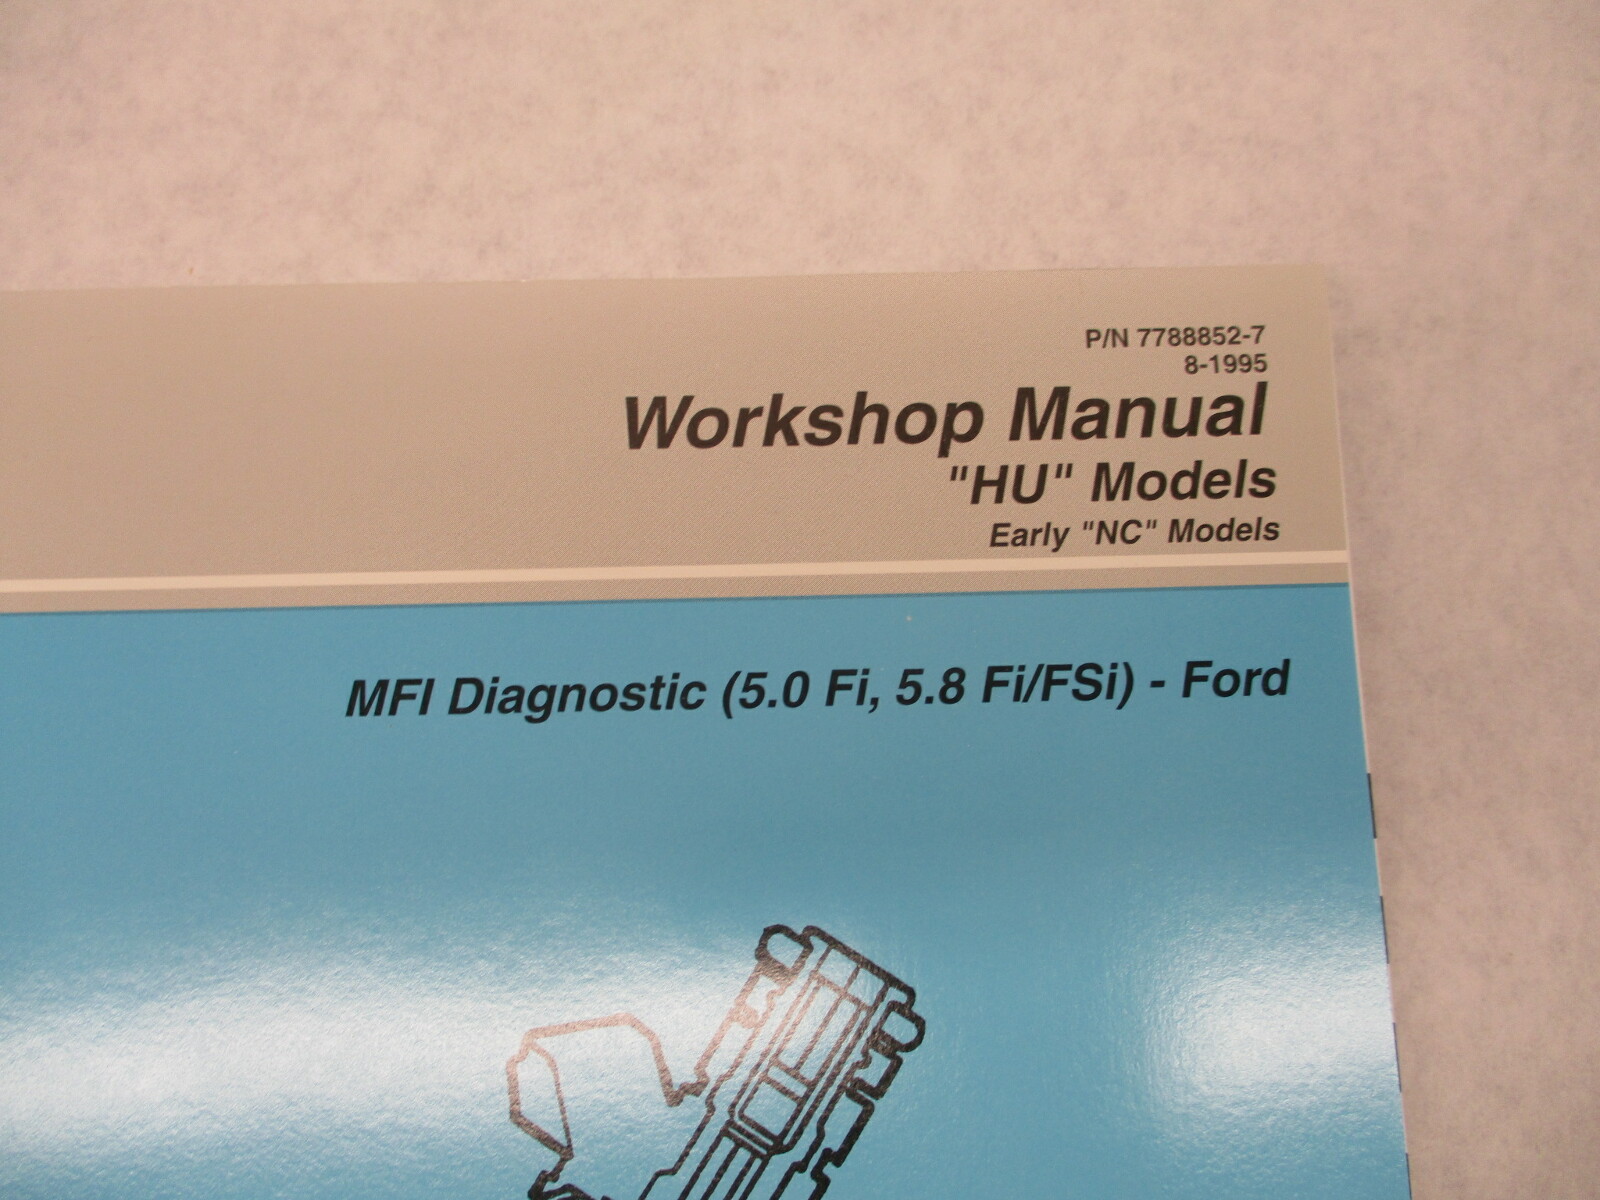 P/N 7788852-7
8-1995
Workshop Manual
"HU" Models
Early "NC" Models
MFI Diagnostic (5.0 Fi, 5.8 Fi/FSi) - Ford